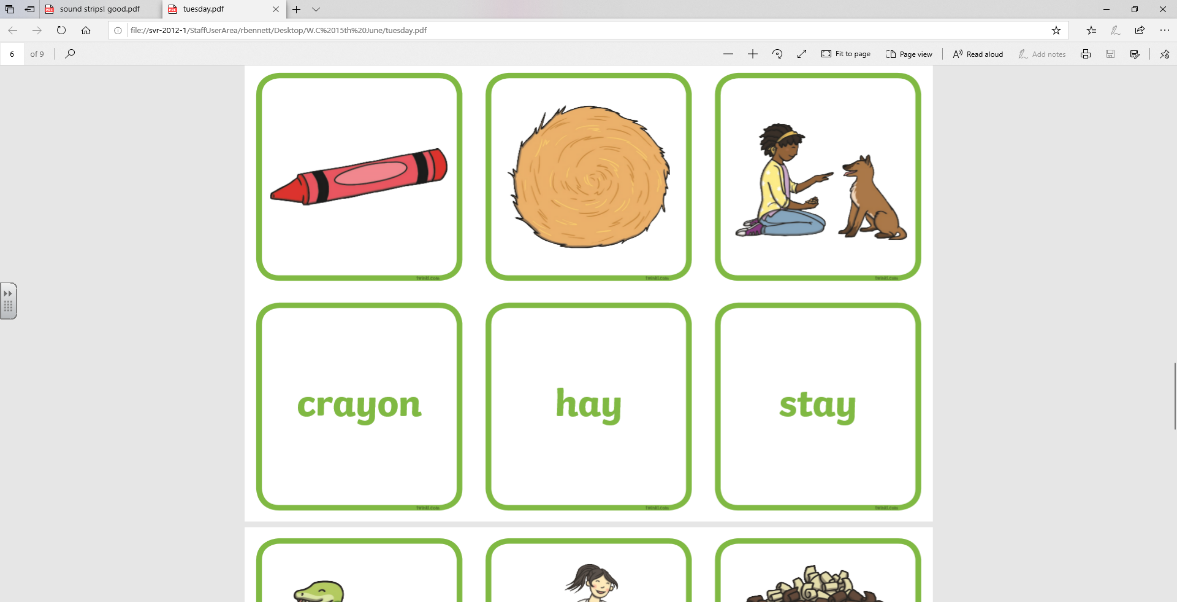 sound strips! good.pdf
tuesday.pdf
file://svr-2012-1/StaffUserArea/rbennett/Desktop/W.C%2015th%20June/tuesday.pdf
6 of 9
Fit to page
Page view
Read aloud
Add notes
crayon
hay
stay